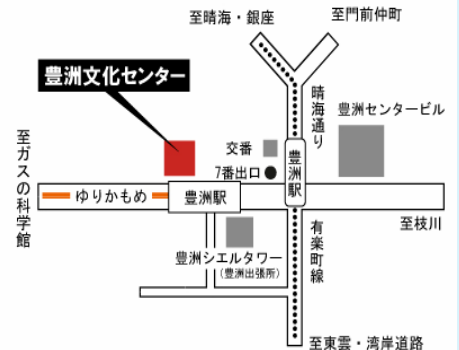 至晴海・銀座
至門前仲町
豊洲文化センター
晴海通り
豊洲センタービル
交番
7番出口
豊洲駅
至ガスの科学館
ゆりかもめ
豊洲駅
至枝川
有楽町線
豊洲シエルタワー
(豊洲出張所)
至東雲・湾岸道路